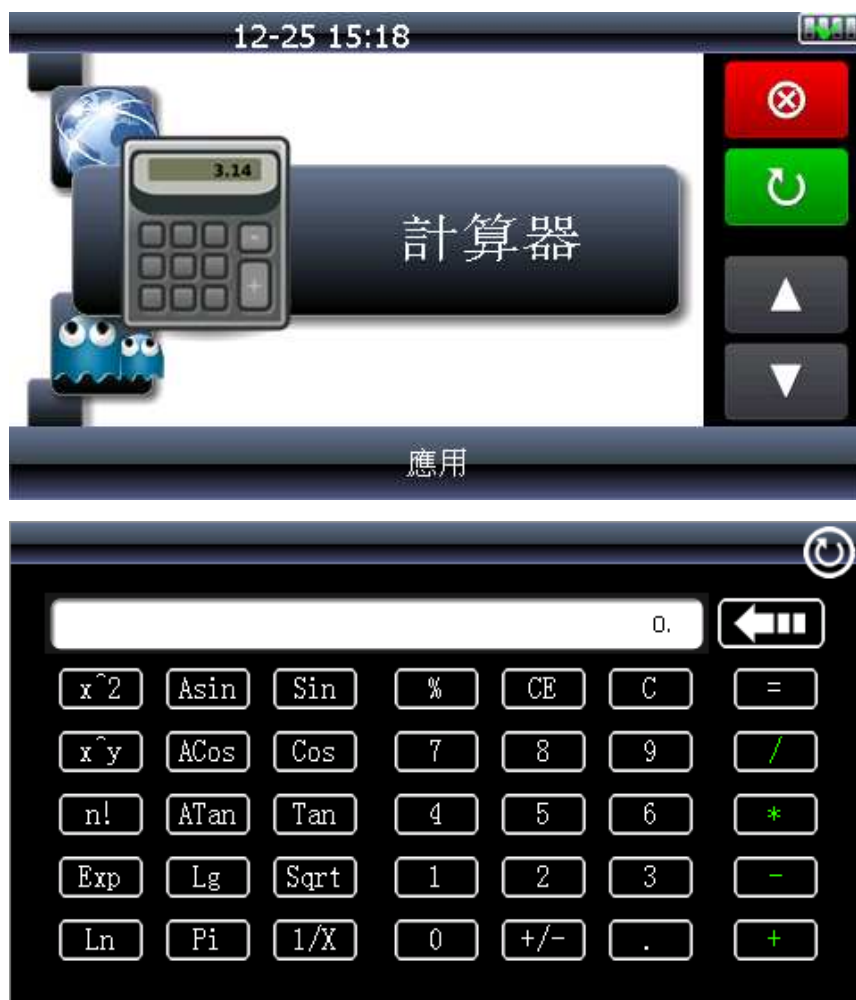 12-25 15:18
3.14
計算器
應用
0.
x^2 Asin Sin % CE C =
x^y ACos Cos 7 8 9 /
n! ATan Tan 4 5 6 *
Exp Lg Sqrt 1 2 3 -
Ln Pi 1/X 0 +/- . +